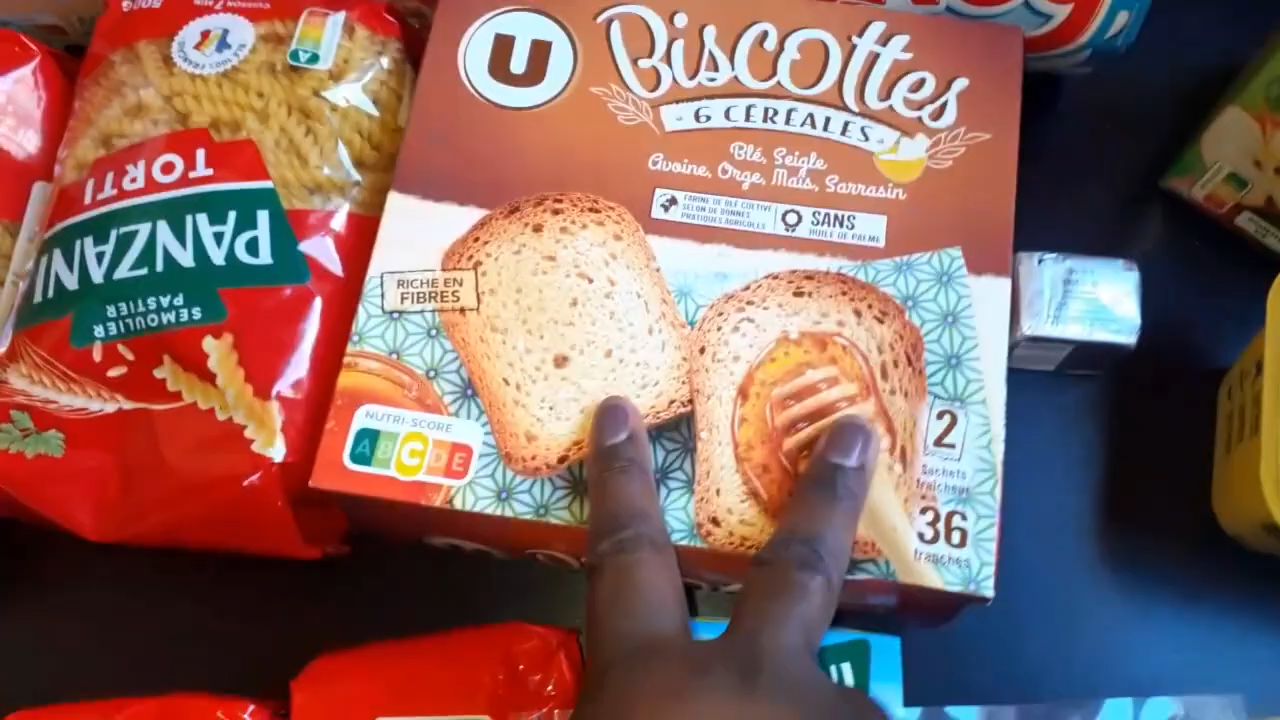 U
Biscottes
6 CÉRÉALES
Blé, Seigle
Avoine, Orge, Maïs, Sarrasin
FARINE DE BLÉ CULTIVÉ
SELON DE BONNES
PRATIQUES AGRICOLES
SANS
HUILE DE PALME
RICHE EN
FIBRES
NUTRI-SCORE
A B C D E
2
Sachets
fraîcheur
36
tranches
PANZANI
SEMOULIER
PASTIER
TORTI
A
500g